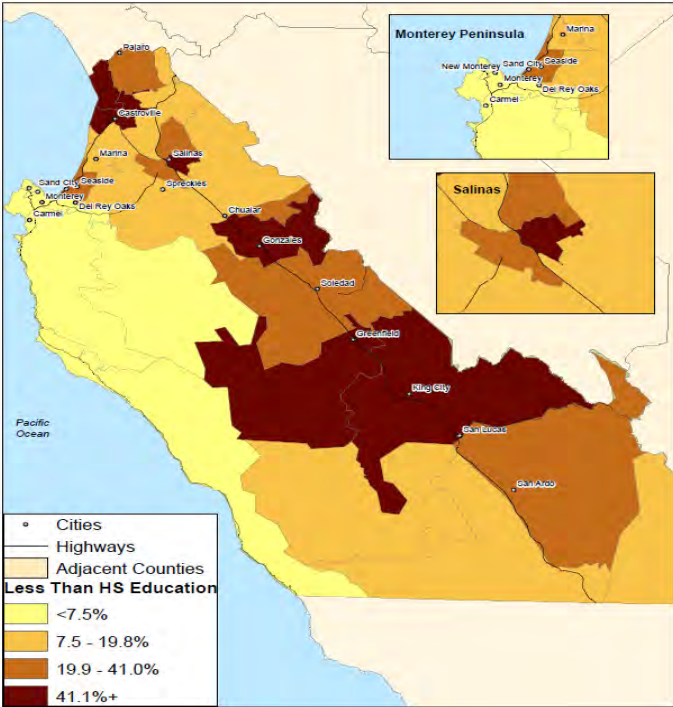 Monterey Peninsula
Marina
New Monterey
Sand City
Seaside
Monterey
Del Rey Oaks
Carmel
Salinas
Pajaro
Castroville
Marina
Salinas
Sand City
Seaside
Spreckles
Monterey
Del Rey Oaks
Carmel
Chualar
Gonzales
Soledad
Greenfield
King City
San Lucas
San Ardo
Pacific
Ocean
Cities
Highways
Adjacent Counties
Less Than HS Education
<7.5%
7.5 - 19.8%
19.9 - 41.0%
41.1%+